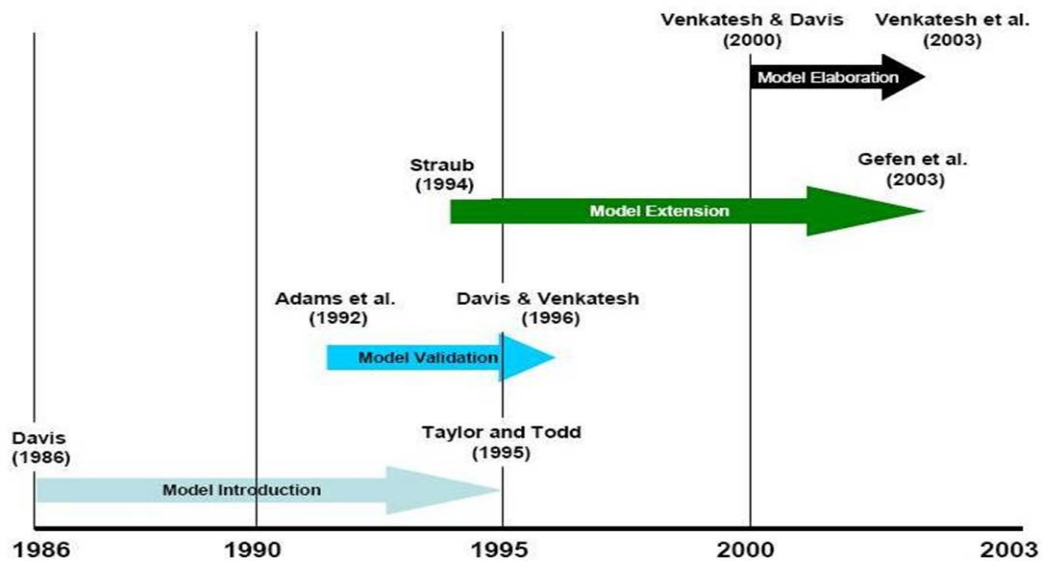 Venkatesh & Davis
(2000)
Venkatesh et al.
(2003)
Model Elaboration
Straub
(1994)
Gefen et al.
(2003)
Model Extension
Adams et al.
(1992)
Davis & Venkatesh
(1996)
Model Validation
Davis
(1986)
Taylor and Todd
(1995)
Model Introduction
1986
1990
1995
2000
2003